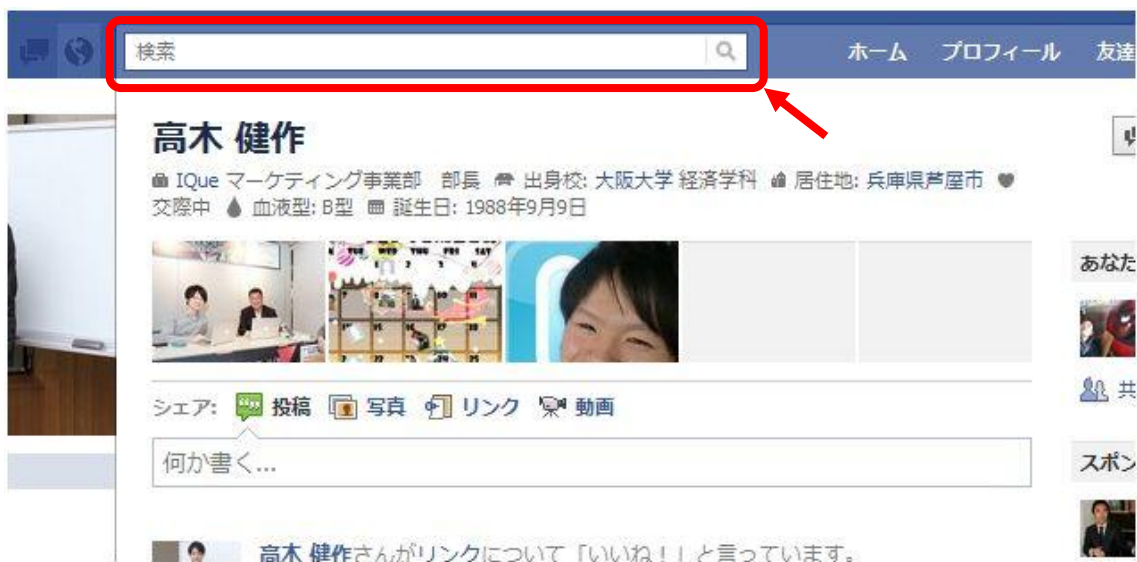 検索
ホーム プロフィール 友達
高木 健作
IQue マーケティング事業部 部長 出身校: 大阪大学 経済学科 居住地: 兵庫県芦屋市
交際中 血液型: B型 誕生日: 1988年9月9日
あなた
シェア: 投稿 写真 リンク 動画
共
何か書く...
スポン
高木 健作さんがリンクについて「いいね！」と言っています。